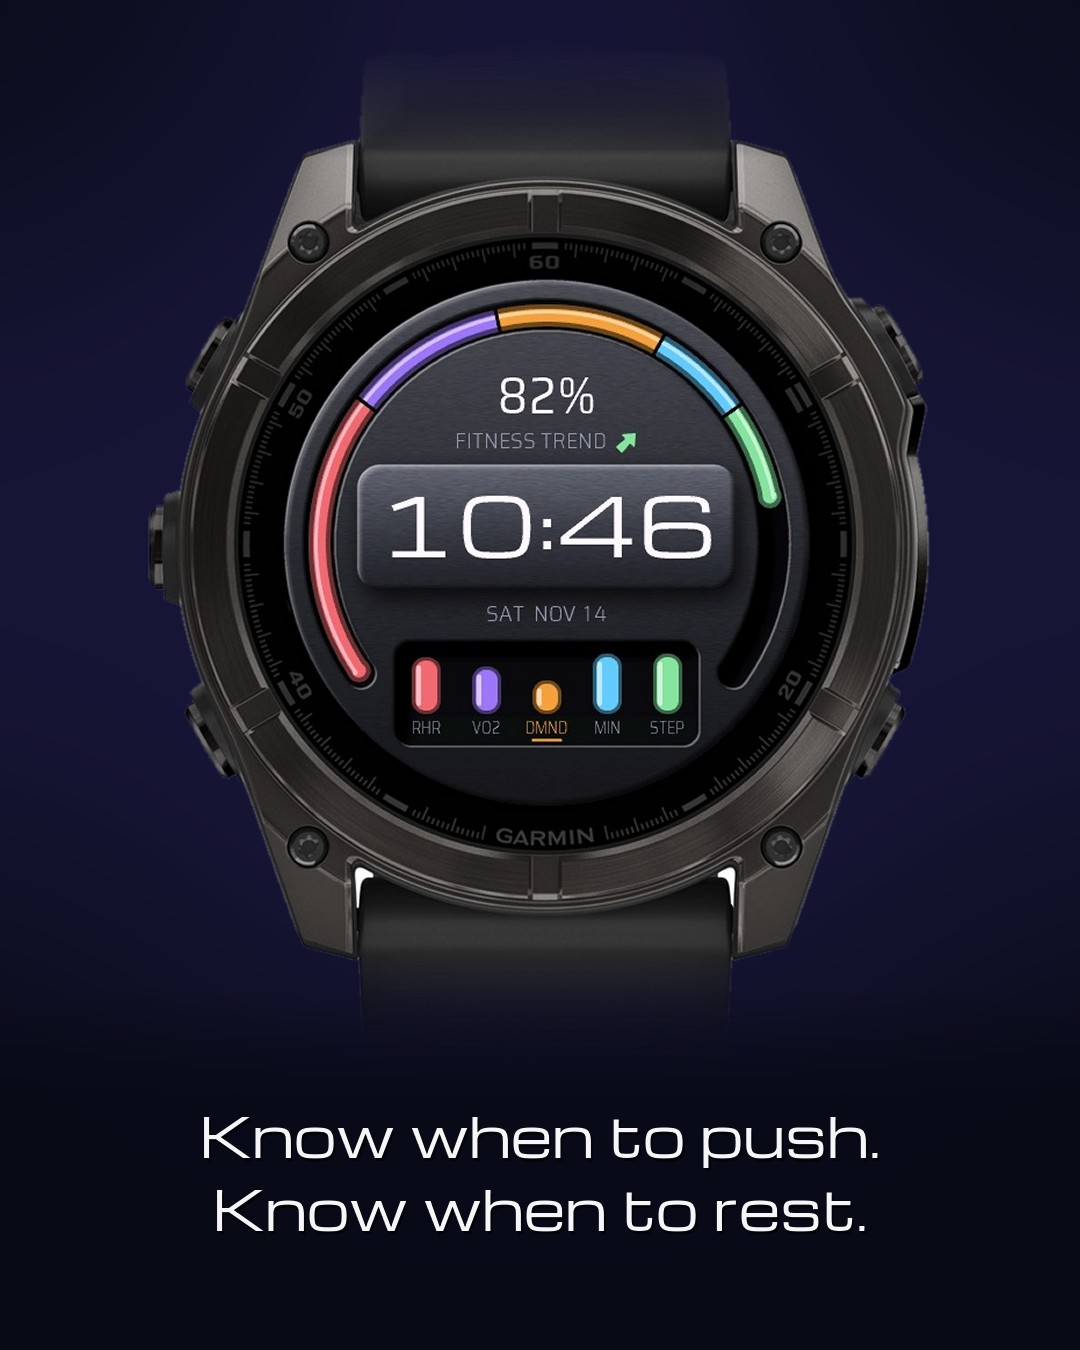 60
50
82%
FITNESS TREND
10:46
SAT NOV 14
40
20
RHR VO2 DMND MIN STEP
GARMIN
Know when to push.
Know when to rest.